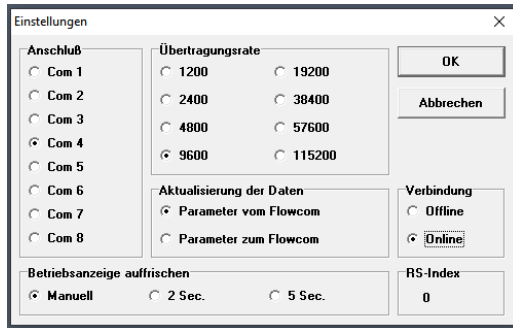 Einstellungen
Anschluß
Com 1
Com 2
Com 3
Com 4
Com 5
Com 6
Com 7
Com 8
Übertragungsrate
1200
19200
2400
38400
4800
57600
9600
115200
OK
Abbrechen
Aktualisierung der Daten
Parameter vom Flowcom
Parameter zum Flowcom
Verbindung
Offline
Online
Betriebsanzeige auffrischen
Manuell
2 Sec.
5 Sec.
RS-Index
0